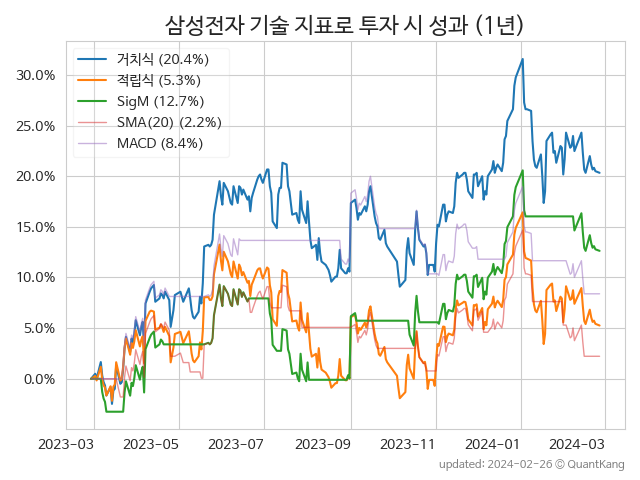 삼성전자 기술 지표로 투자 시 성과 (1년)
거치식 (20.4%)
적립식 (5.3%)
SigM (12.7%)
SMA(20) (2.2%)
MACD (8.4%)
30.0%
25.0%
20.0%
15.0%
10.0%
5.0%
0.0%
2023-03 2023-05 2023-07 2023-09 2023-11 2024-01 2024-03
updated: 2024-02-26 © QuantKang